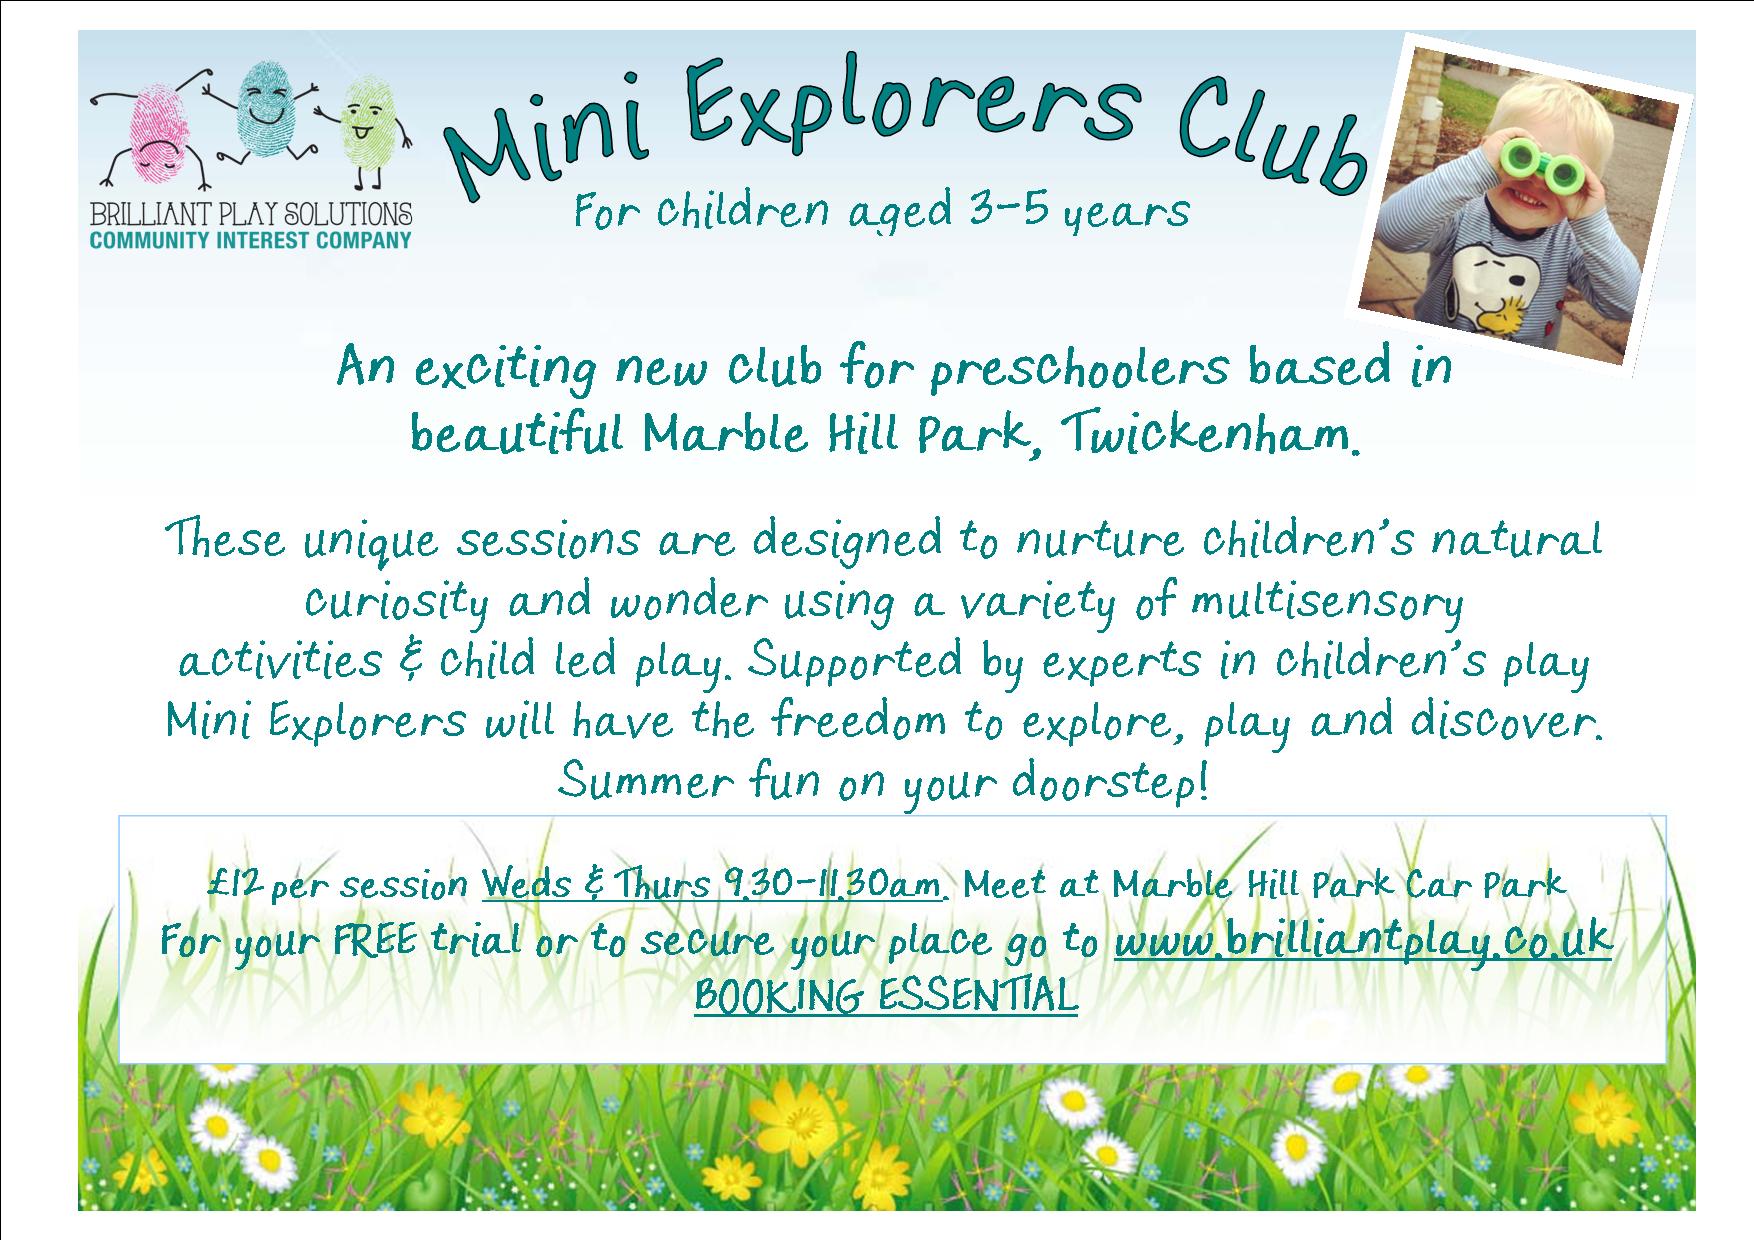 Mini Explorers Club
BRILLIANT PLAY SOLUTIONS
COMMUNITY INTEREST COMPANY
For children aged 3-5 years
An exciting new club for preschoolers based in
beautiful Marble Hill Park, Twickenham.
These unique sessions are designed to nurture children's natural
curiosity and wonder using a variety of multisensory
activities & child led play. Supported by experts in children's play
Mini Explorers will have the freedom to explore, play and discover.
Summer fun on your doorstep!
£12 per session Weds & Thurs 9.30-11.30am. Meet at Marble Hill Park Car Park
For your FREE trial or to secure your place go to www.brilliantplay.co.uk
BOOKING ESSENTIAL